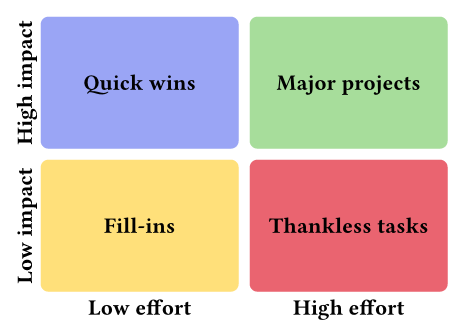 High impact
Quick wins
Major projects
Low impact
Fill-ins
Thankless tasks
Low effort
High effort